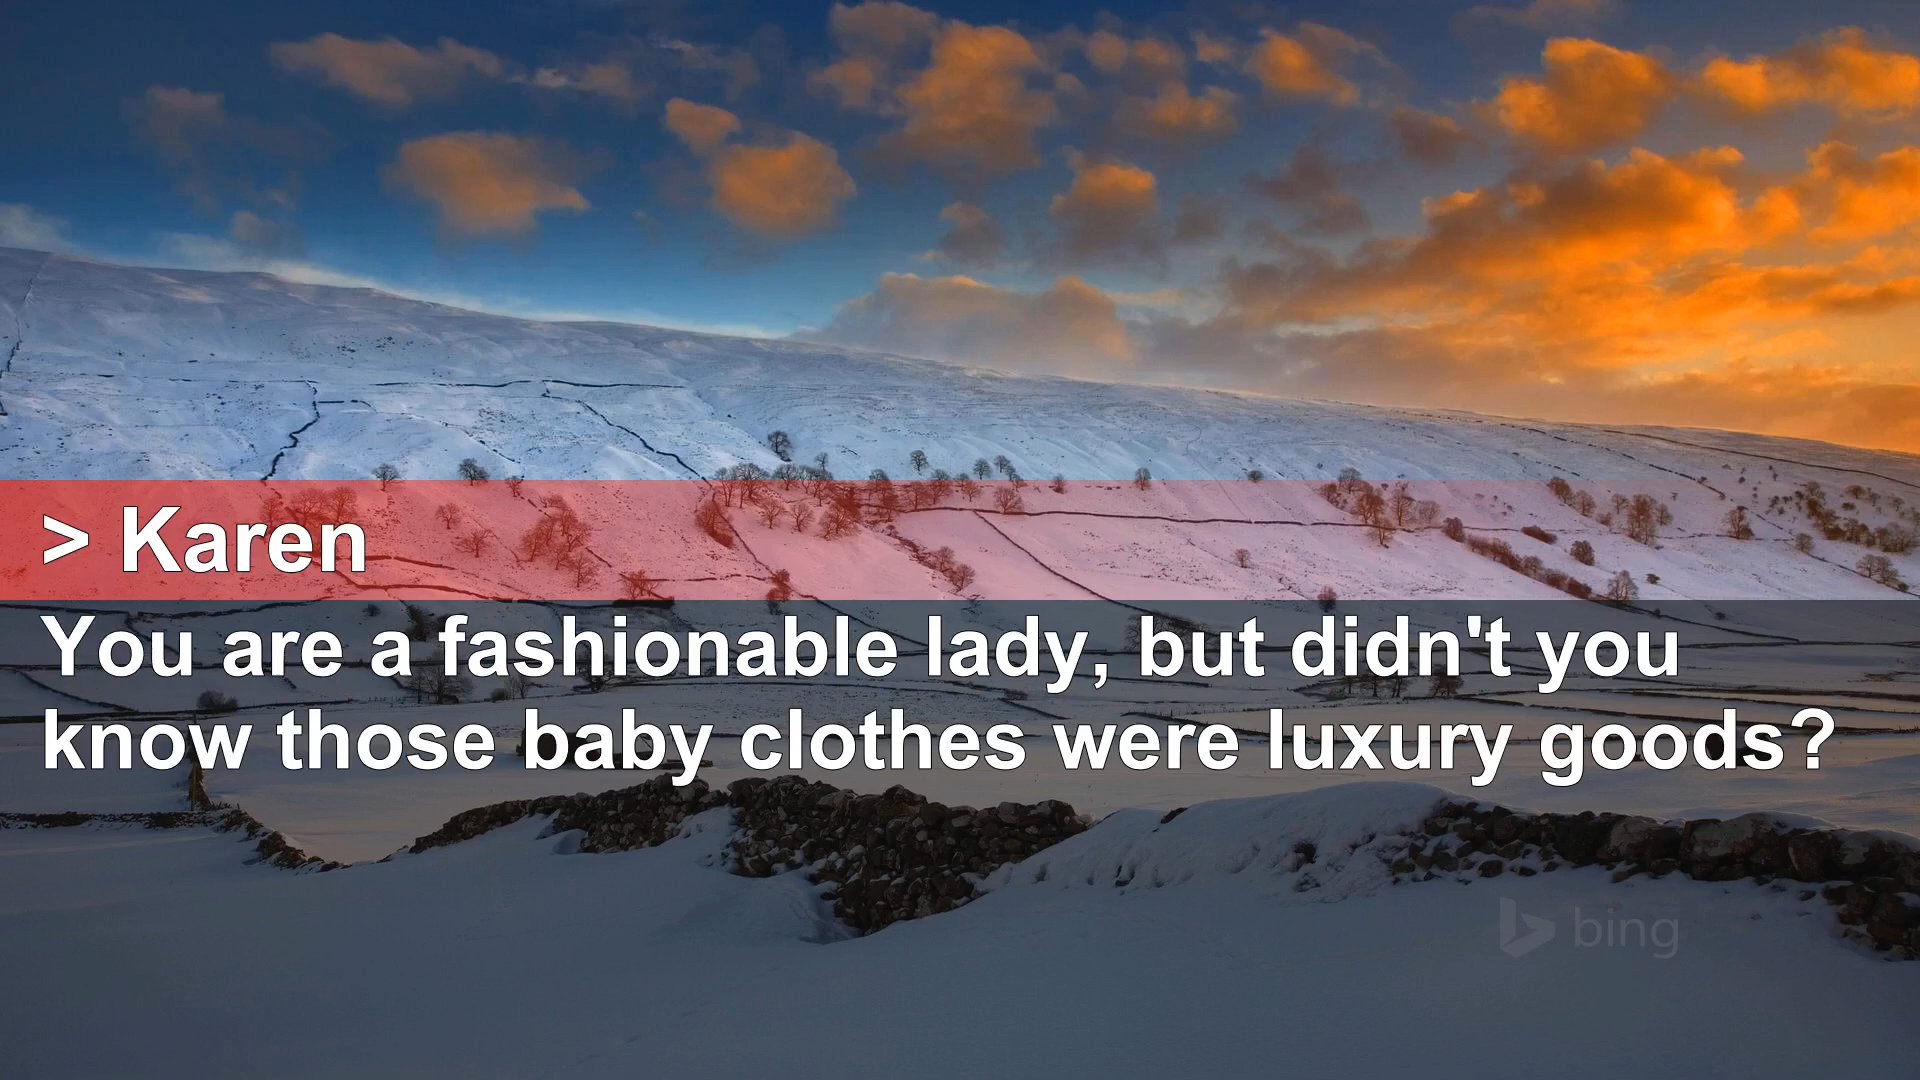 > Karen
You are a fashionable lady, but didn't you
know those baby clothes were luxury goods?
bing